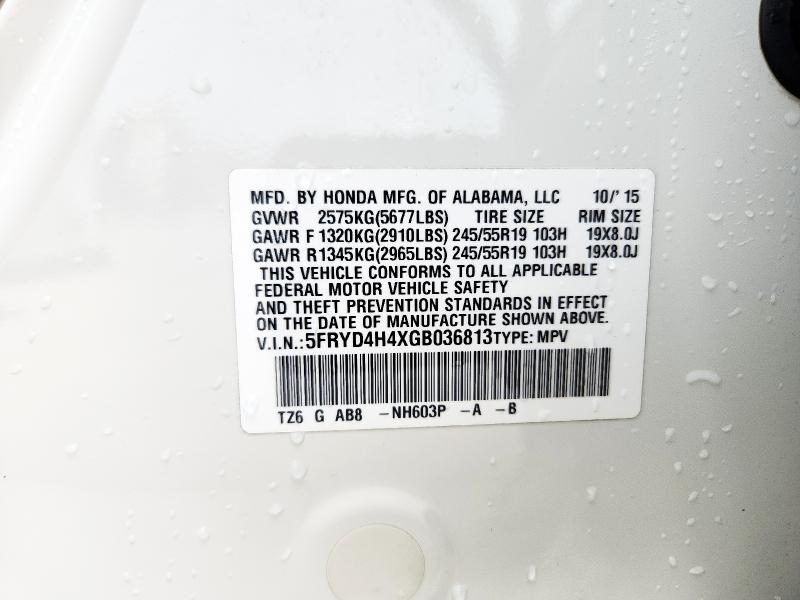 MFD. BY HONDA MFG. OF ALABAMA, LLC 10/'15
GVWR 2575KG(5677LBS) TIRE SIZE RIM SIZE
GAWR F 1320KG(2910LBS) 245/55R19 103H 19X8.0J
GAWR R1345KG(2965LBS) 245/55R19 103H 19X8.0J
THIS VEHICLE CONFORMS TO ALL APPLICABLE
FEDERAL MOTOR VEHICLE SAFETY
AND THEFT PREVENTION STANDARDS IN EFFECT
ON THE DATE OF MANUFACTURE SHOWN ABOVE.
V.I.N.:5FRYD4H4XGB036813TYPE: MPV
TZ6 G AB8 -NH603P -A -B